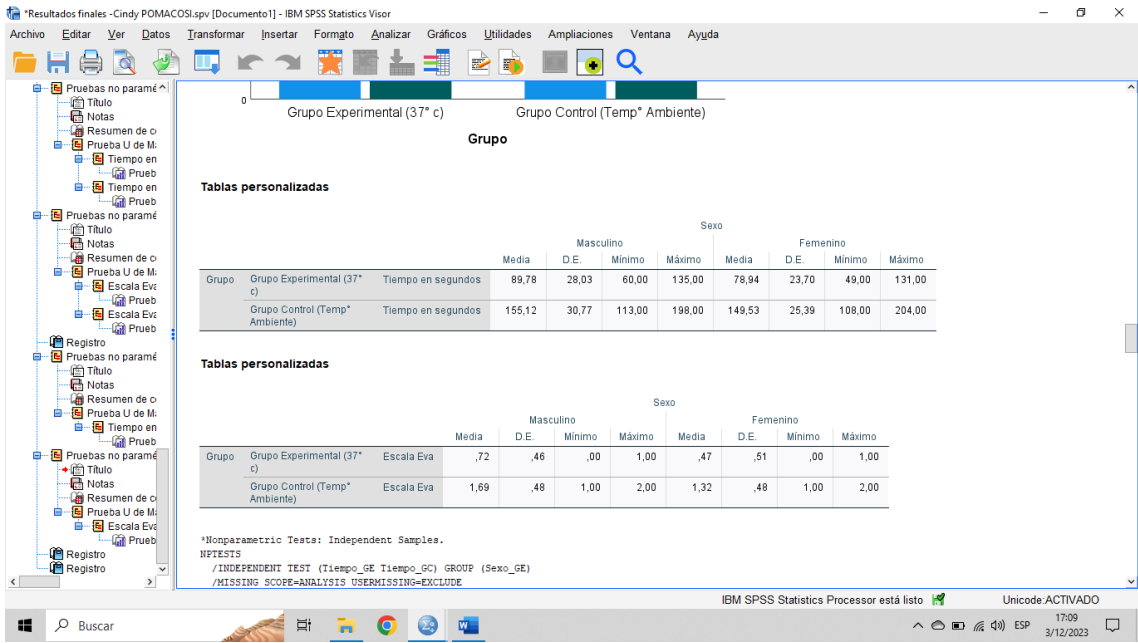 *Resultados finales -Cindy POMACOSI.spv [Documento1] - IBM SPSS Statistics Visor
Archivo Editar Ver Datos Transformar Insertar Formato Analizar Gráficos Utilidades Ampliaciones Ventana Ayuda
Pruebas no paramé
Título
Notas
Resumen de co
Prueba U de Ma
Tiempo en
Prueb
Tiempo en
Prueb
Pruebas no paramé
Título
Notas
Resumen de co
Prueba U de Ma
Escala Eva
Prueb
Escala Eva
Prueb
Registro
Pruebas no paramé
Título
Notas
Resumen de co
Prueba U de Ma
Tiempo en
Prueb
Pruebas no paramé
Título
Notas
Resumen de co
Prueba U de Ma
Escala Eva
Prueb
Registro
Registro
0
Grupo Experimental (37° c) Grupo Control (Temp° Ambiente)
Grupo
Tablas personalizadas
Sexo
Masculino Femenino
Media D.E. Mínimo Máximo Media D.E. Mínimo Máximo
Grupo Grupo Experimental (37° c) Tiempo en segundos 89,78 28,03 60,00 135,00 78,94 23,70 49,00 131,00
Grupo Control (Temp° Ambiente) Tiempo en segundos 155,12 30,77 113,00 198,00 149,53 25,39 108,00 204,00
Tablas personalizadas
Sexo
Masculino Femenino
Media D.E. Mínimo Máximo Media D.E. Mínimo Máximo
Grupo Grupo Experimental (37° c) Escala Eva ,72 ,46 ,00 1,00 ,47 ,51 ,00 1,00
Grupo Control (Temp° Ambiente) Escala Eva 1,69 ,48 1,00 2,00 1,32 ,48 1,00 2,00
*Nonparametric Tests: Independent Samples.
NPTESTS
/INDEPENDENT TEST (Tiempo_GE Tiempo_GC) GROUP (Sexo_GE)
/MISSING SCOPE=ANALYSIS USERMISSING=EXCLUDE
IBM SPSS Statistics Processor está listo Unicode:ACTIVADO
Buscar
ESP
17:09
3/12/2023